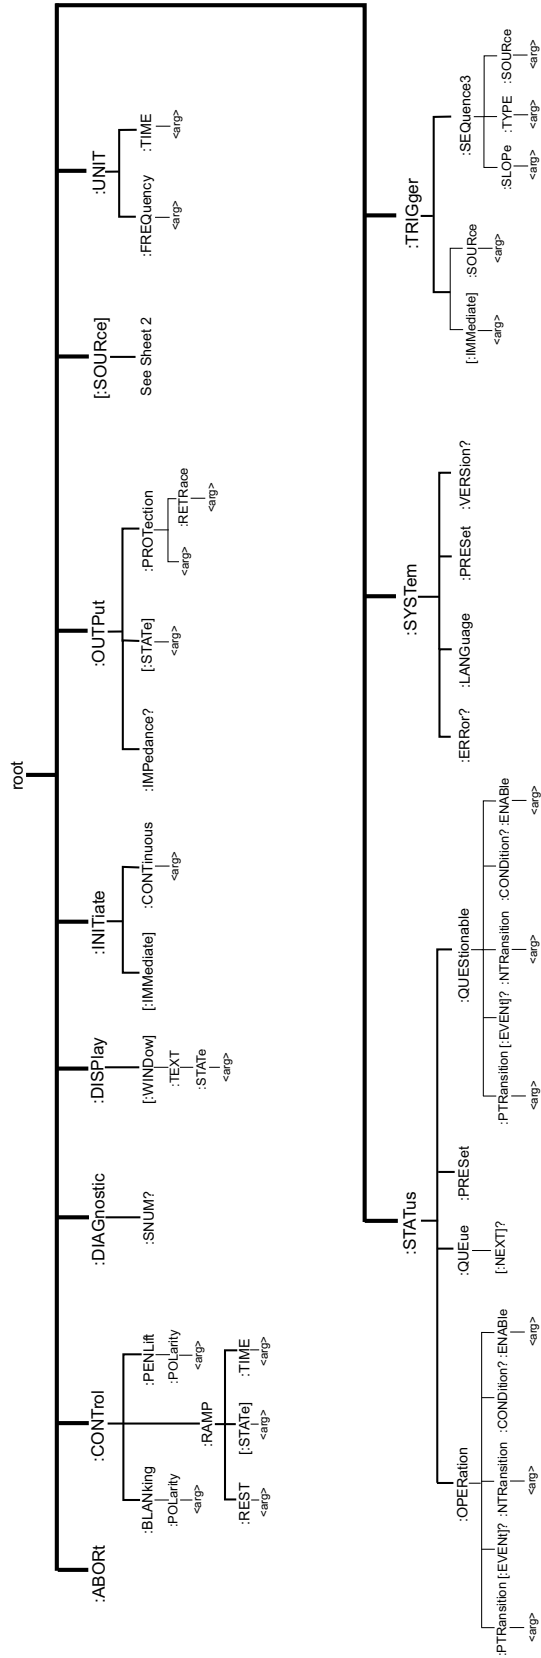 root
:ABORt
:CONTrol
:DIAGnostic
:DISPlay
:INITiate
:OUTPut
[:SOURce]
:UNIT
:BLANking
:PENLift
:SNUM?
[:WINDow]
[:IMMediate]
:CONTinuous
:IMPedance?
[:STATe]
:PROTection
See Sheet 2
:FREQuency
:TIME
:POLarity
:POLarity
:TEXT
<arg>
<arg>
<arg>
:RETRace
<arg>
<arg>
<arg>
<arg>
:STATe
<arg>
:RAMP
<arg>
:REST
[:STATe]
:TIME
<arg>
<arg>
<arg>
:STATus
:SYSTem
:TRIGger
:OPERation
:QUEue
:PRESet
:QUEStionable
:ERRor?
:LANGuage
:PRESet
:VERSion?
[:IMMediate]
:SOURce
:SEQuence3
[:NEXT]?
<arg>
<arg>
:SLOPe
:TYPE
:SOURce
:PTRansition [:EVENt]? :NTRansition :CONDition? :ENABle
:PTRansition [:EVENt]? :NTRansition :CONDition? :ENABle
<arg>
<arg>
<arg>
<arg>
<arg>
<arg>
<arg>
<arg>
<arg>